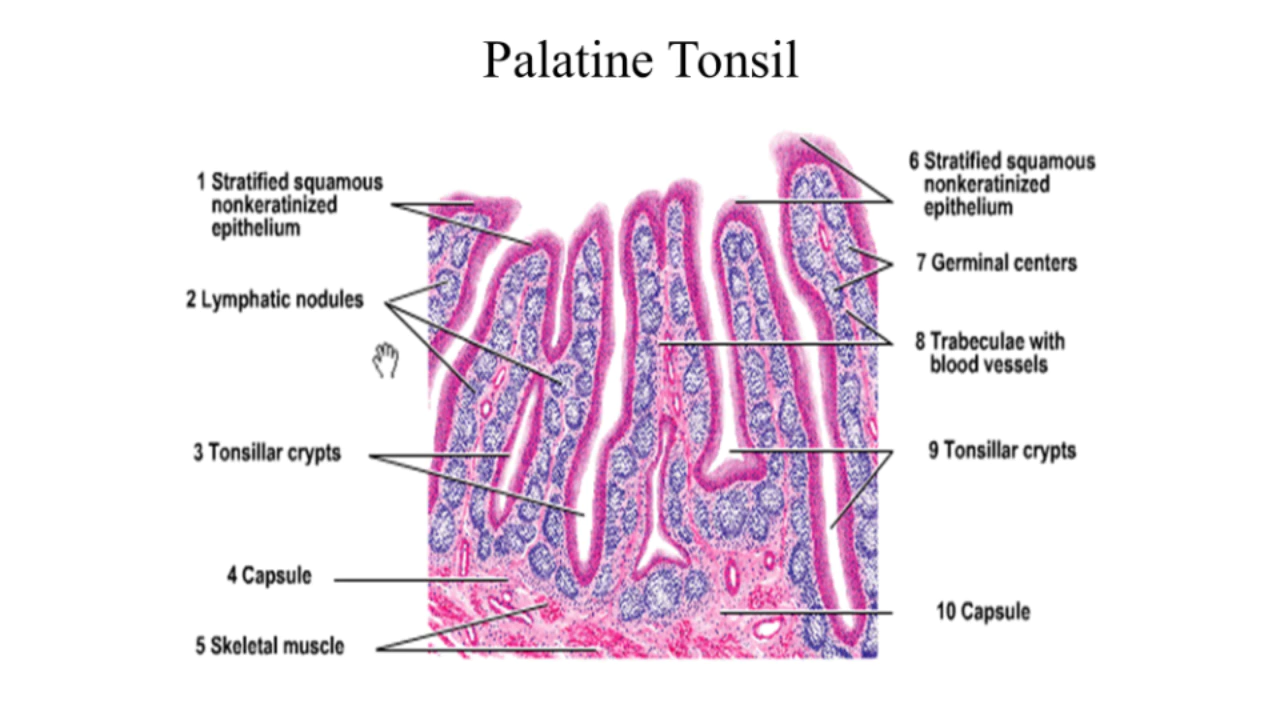 Palatine Tonsil
1 Stratified squamous
nonkeratinized
epithelium
2 Lymphatic nodules
3 Tonsillar crypts
4 Capsule
5 Skeletal muscle
6 Stratified squamous
nonkeratinized
epithelium
7 Germinal centers
8 Trabeculae with
blood vessels
9 Tonsillar crypts
10 Capsule